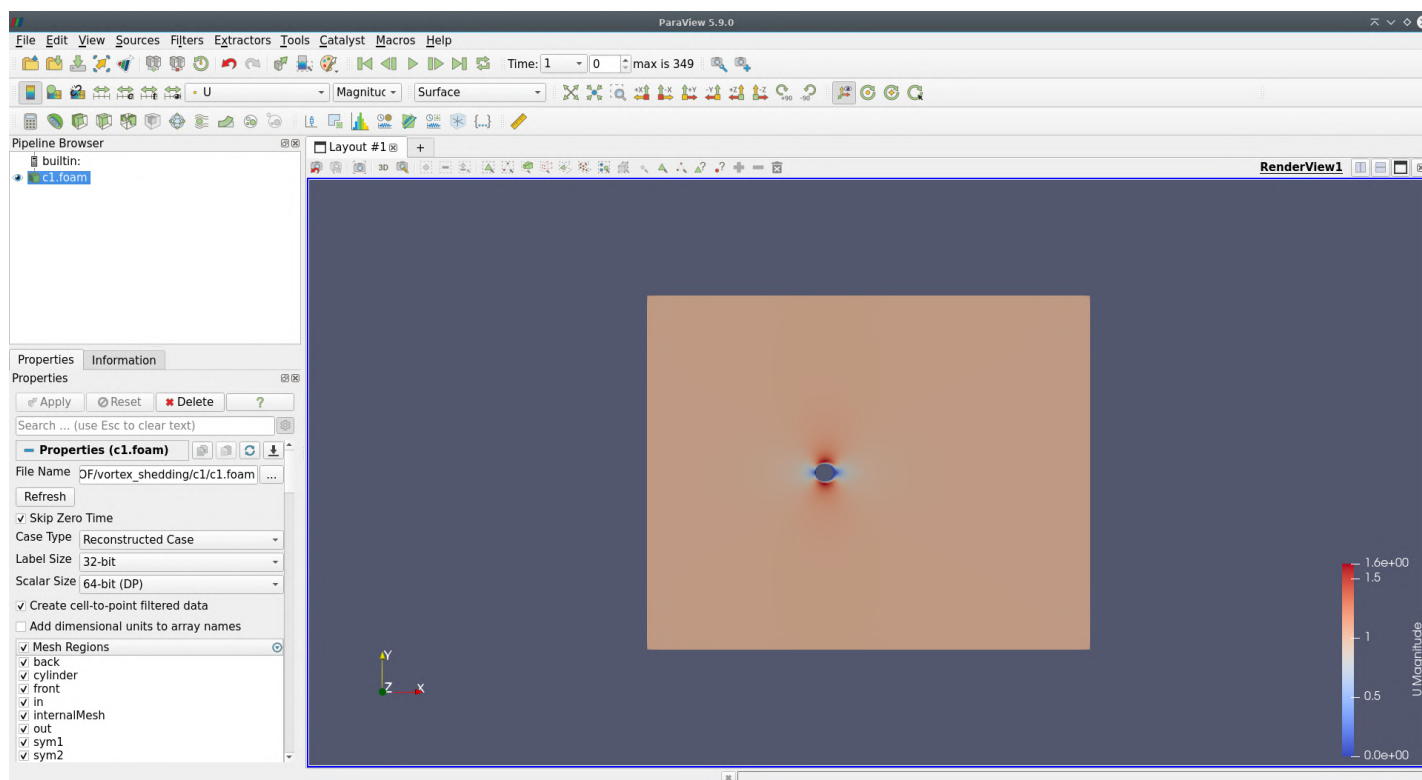 ParaView 5.9.0
File Edit View Sources Filters Extractors Tools Catalyst Macros Help
Time: 1 0 max is 349
U Magnituc Surface
+X -X +Y -Y +Z -Z +90 -90
Pipeline Browser
Layout #1 +
builtin:
c1.foam
3D
RenderView1
Properties Information
Properties
Apply Reset Delete ?
Search ... (use Esc to clear text)
Properties (c1.foam)
File Name OF/vortex_shedding/c1/c1.foam ...
Refresh
Skip Zero Time
Case Type Reconstructed Case
Label Size 32-bit
Scalar Size 64-bit (DP)
Create cell-to-point filtered data
Add dimensional units to array names
Mesh Regions
back
cylinder
front
in
internalMesh
out
sym1
sym2
Y
Z X
1.6e+00
1.5
1
0.5
0.0e+00
U Magnitude